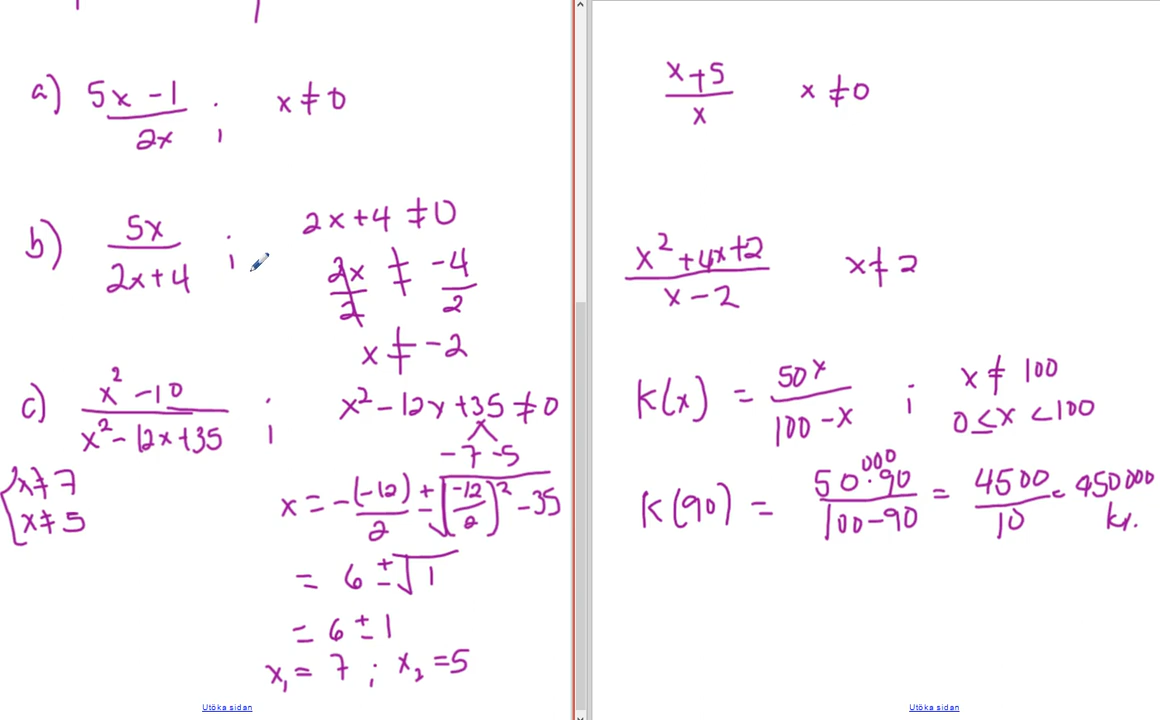 a) (5x - 1)/(2x) ; x ≠ 0
b) 5x/(2x+4) ; 2x+4 ≠ 0
2x/2 ≠ -4/2
x ≠ -2
c) (x² - 10)/(x² - 12x + 35) ; x² - 12x + 35 ≠ 0
-7 -5
{x ≠ 7
x ≠ 5
x = -(-12)/2 ± √((-12/2)² - 35)
= 6 ± √1
= 6 ± 1
x₁ = 7 ; x₂ = 5
Utöka sidan
(x+5)/x x ≠ 0
(x² + 4x + 2)/(x - 2) x ≠ 2
K(x) = 50x/(100 - x) ; x ≠ 100
0 ≤ x < 100
000
K(90) = 50·90/(100-90) = 4500/10 = 450 000
kr.
Utöka sidan